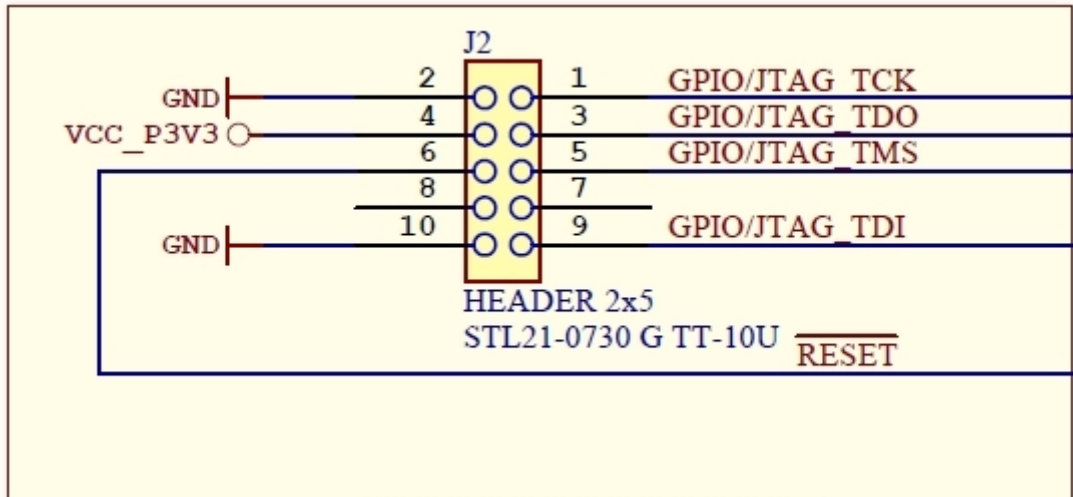 J2
GND 2 1 GPIO/JTAG_TCK
VCC_P3V3 4 3 GPIO/JTAG_TDO
6 5 GPIO/JTAG_TMS
8 7
GND 10 9 GPIO/JTAG_TDI
HEADER 2x5
STL21-0730 G TT-10U RESET